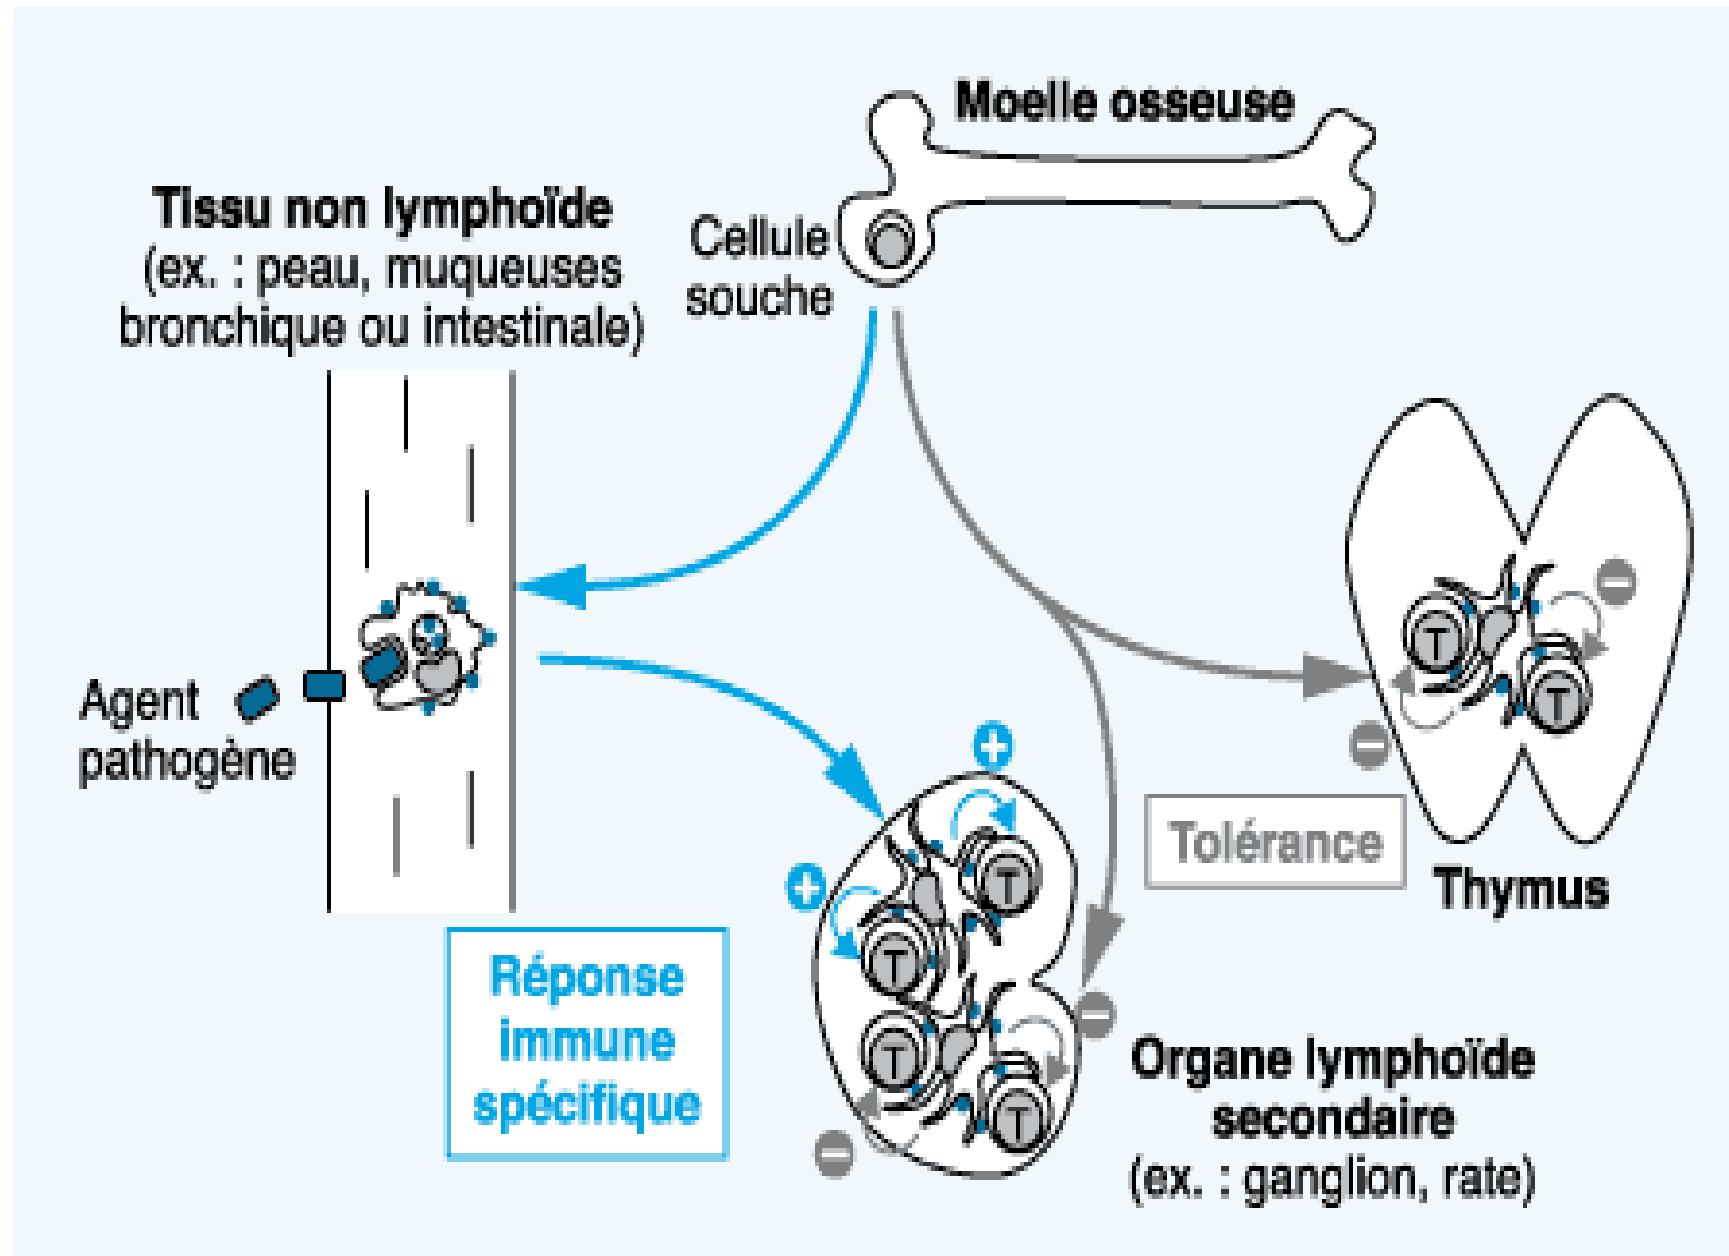 Moelle osseuse
Tissu non lymphoïde
(ex. : peau, muqueuses
bronchique ou intestinale)
Cellule
souche
Agent
pathogène
T
T
Tolérance
Thymus
T
T
T
T
Réponse
immune
spécifique
Organe lymphoïde
secondaire
(ex. : ganglion, rate)